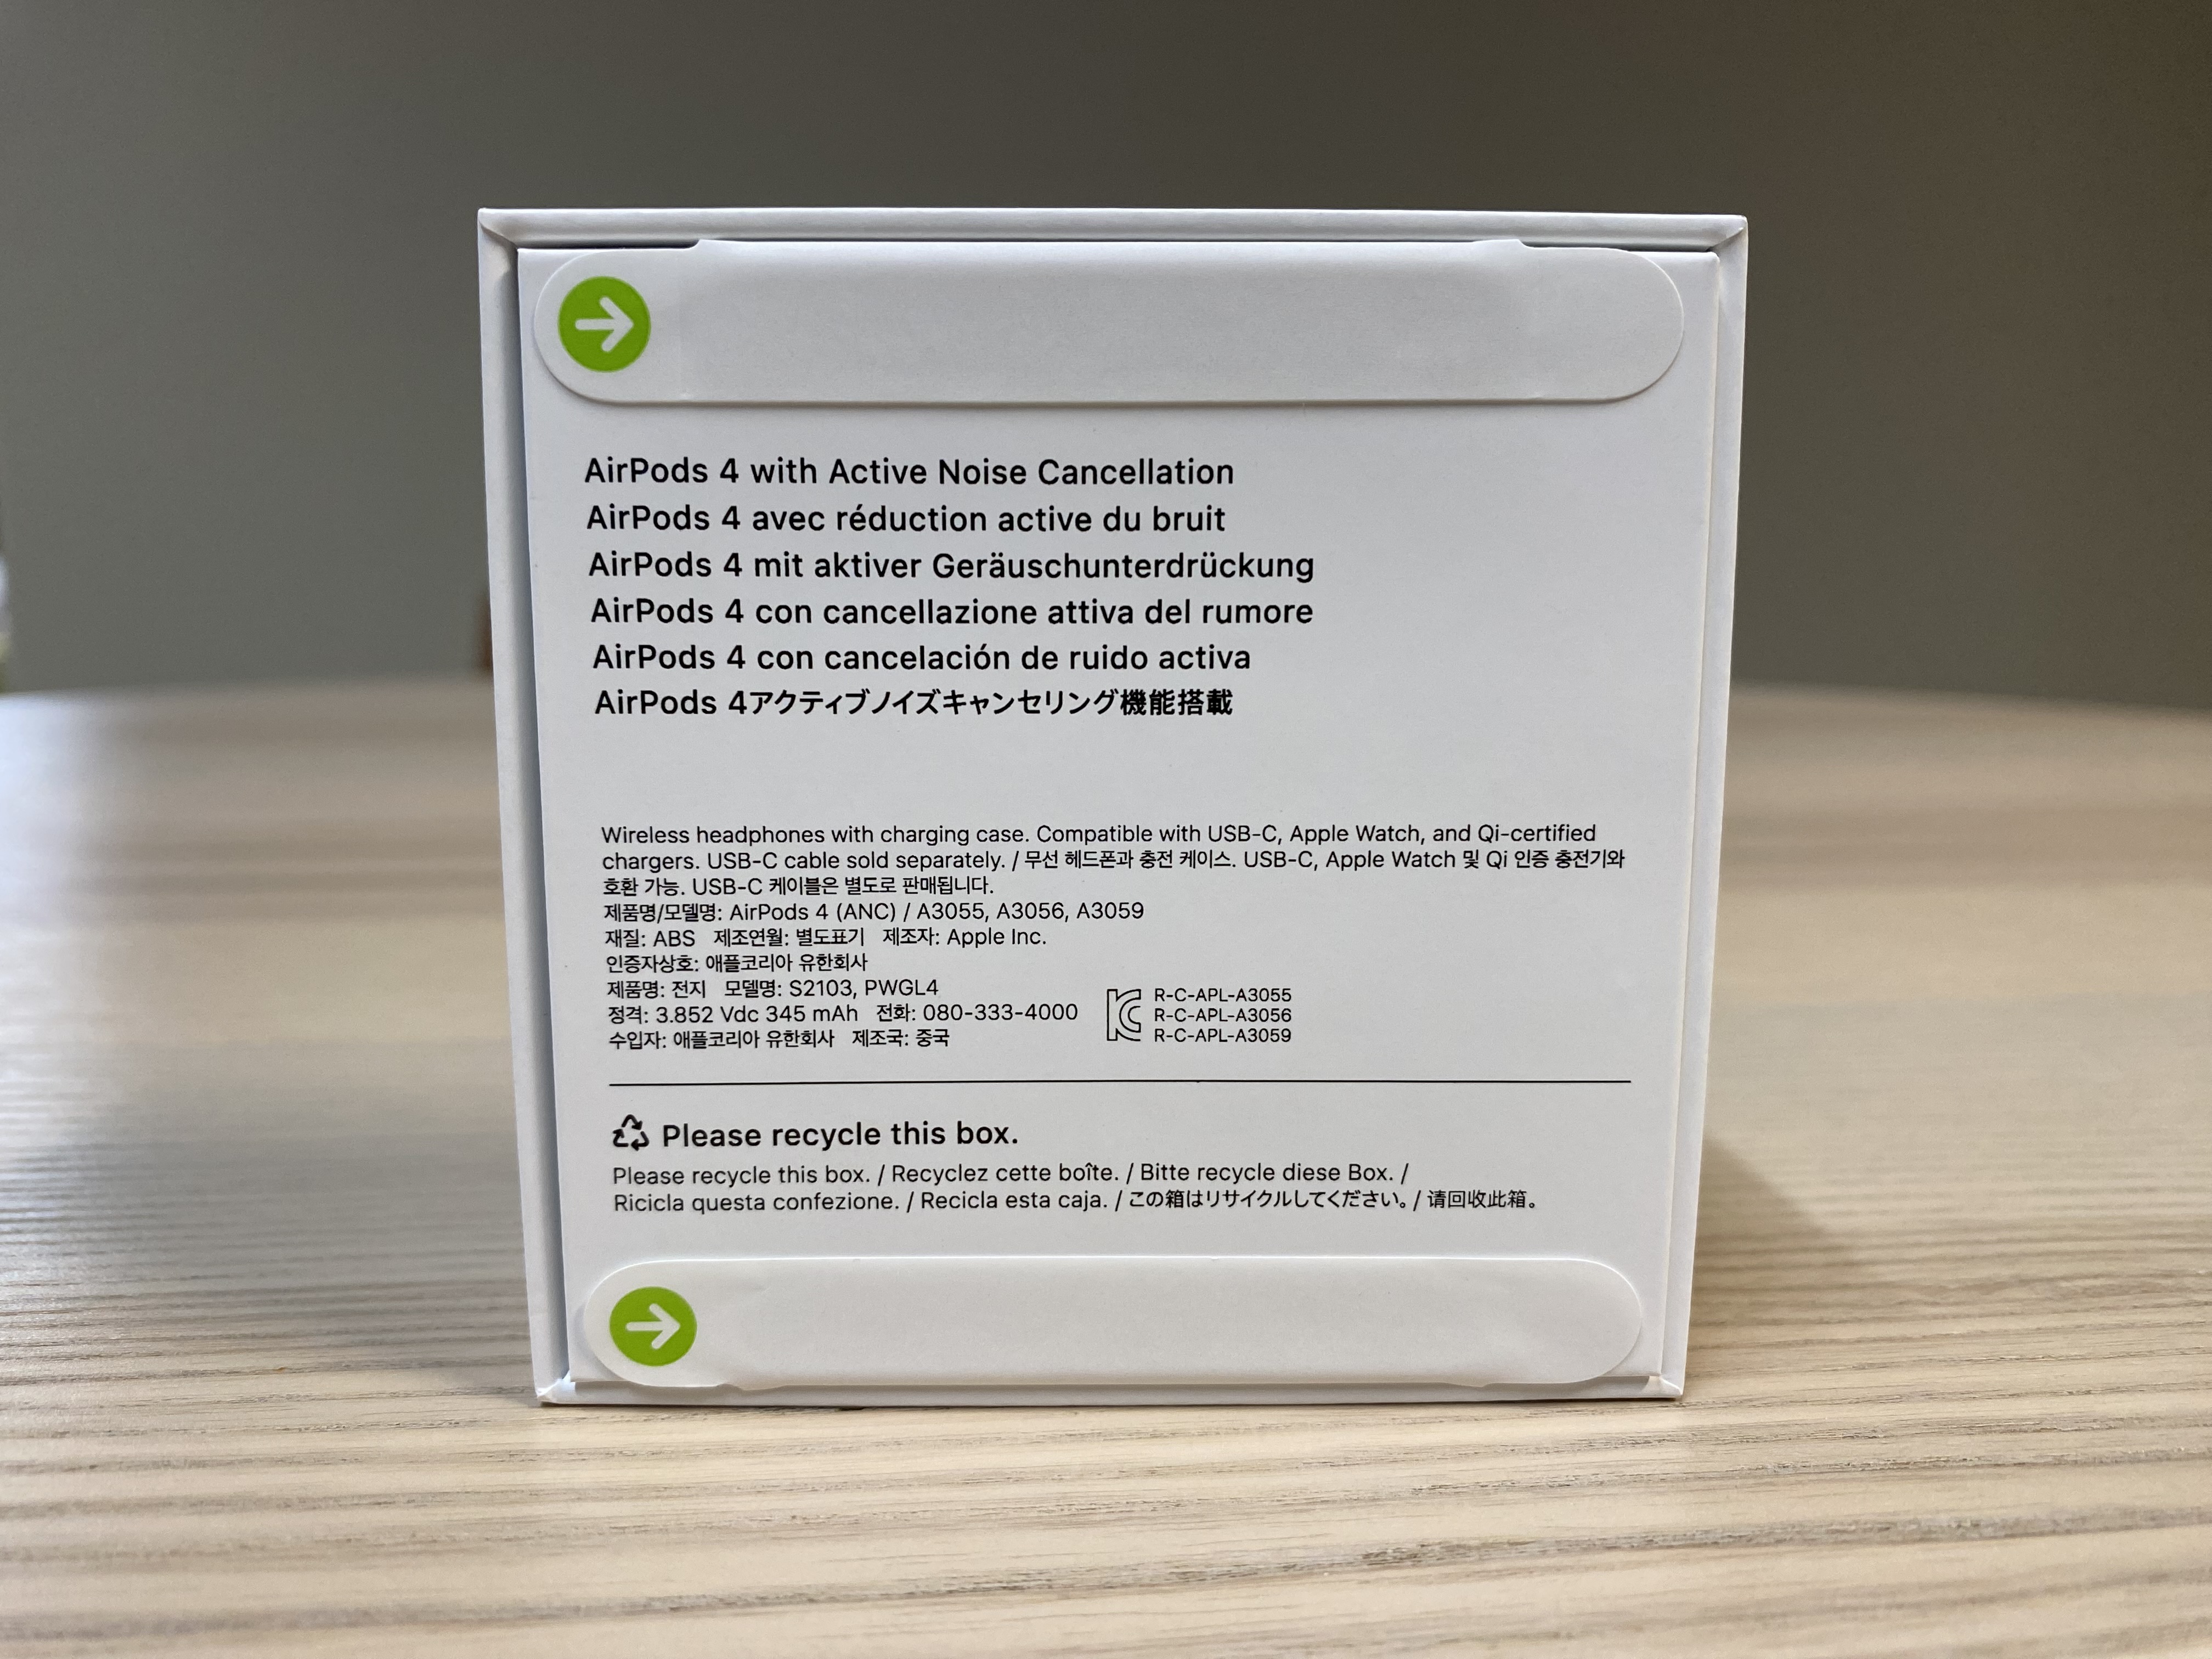 AirPods 4 with Active Noise Cancellation
AirPods 4 avec réduction active du bruit
AirPods 4 mit aktiver Geräuschunterdrückung
AirPods 4 con cancellazione attiva del rumore
AirPods 4 con cancelación de ruido activa
AirPods 4アクティブノイズキャンセリング機能搭載
Wireless headphones with charging case. Compatible with USB-C, Apple Watch, and Qi-certified
chargers. USB-C cable sold separately. / 무선 헤드폰과 충전 케이스. USB-C, Apple Watch 및 Qi 인증 충전기와
호환 가능. USB-C 케이블은 별도로 판매됩니다.
제품명/모델명: AirPods 4 (ANC) / A3055, A3056, A3059
재질: ABS 제조연월: 별도표기 제조자: Apple Inc.
인증자상호: 애플코리아 유한회사
제품명: 전지 모델명: S2103, PWGL4
정격: 3.852 Vdc 345 mAh 전화: 080-333-4000
수입자: 애플코리아 유한회사 제조국: 중국
R-C-APL-A3055
R-C-APL-A3056
R-C-APL-A3059
Please recycle this box.
Please recycle this box. / Recyclez cette boîte. / Bitte recycle diese Box. /
Ricicla questa confezione. / Recicla esta caja. / この箱はリサイクルしてください。/ 请回收此箱。